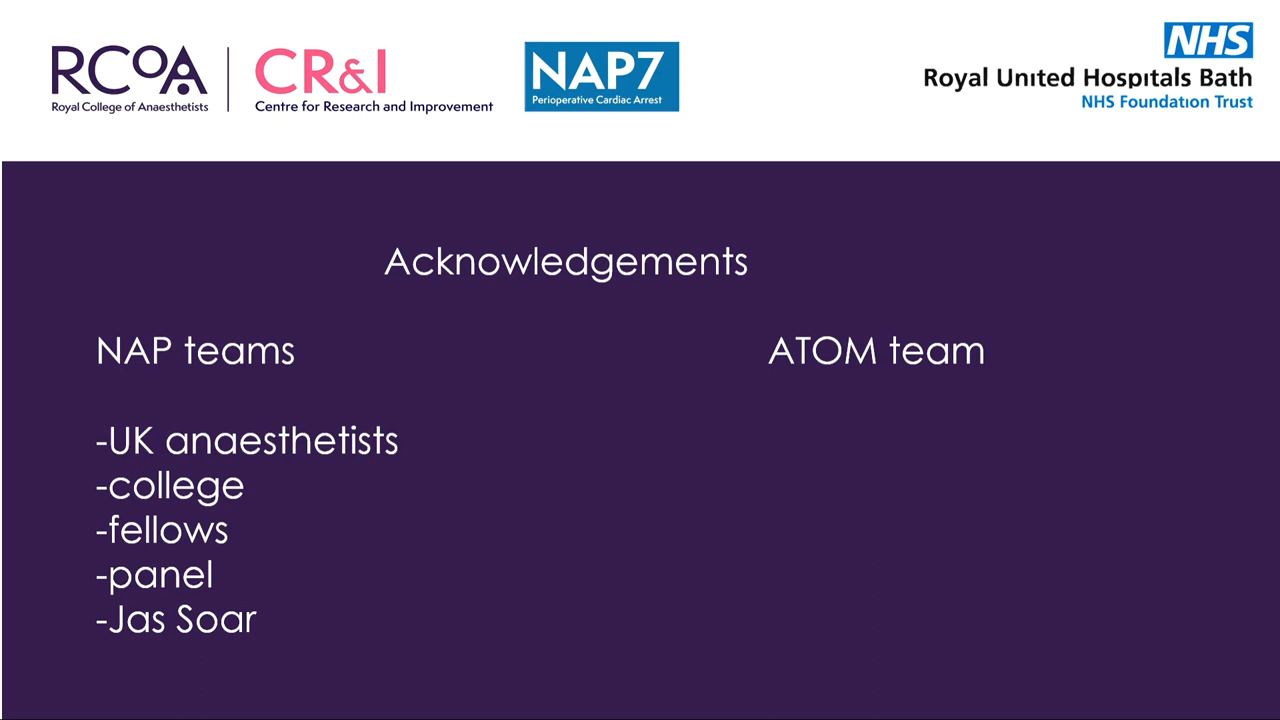 RCOA
Royal College of Anaesthetists
CR&I
Centre for Research and Improvement
NAP7
Perioperative Cardiac Arrest
NHS
Royal United Hospitals Bath
NHS Foundation Trust
Acknowledgements
NAP teams
ATOM team
-UK anaesthetists
-college
-fellows
-panel
-Jas Soar